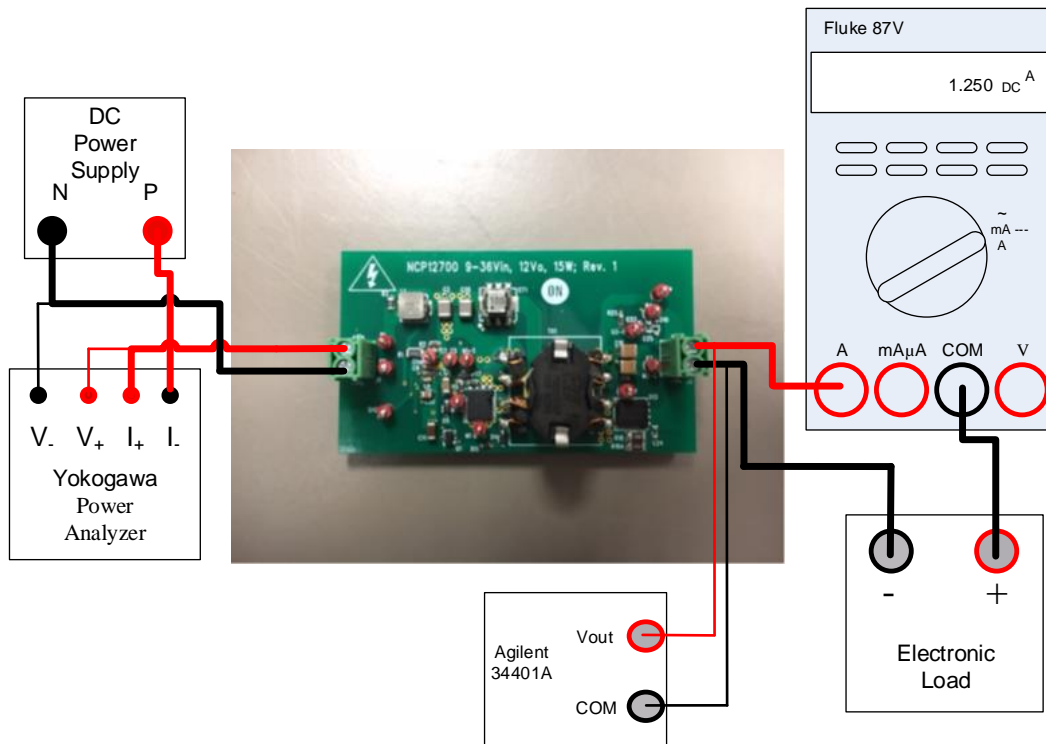 DC
Power
Supply
N P
V- V+ I+ I-
Yokogawa
Power
Analyzer
NCP12700 9-36Vin, 12Vo, 15W; Rev. 1
ON
Fluke 87V
1.250 DC A
~
mA ---
A
A mAµA COM V
- +
Electronic
Load
Vout
Agilent
34401A
COM